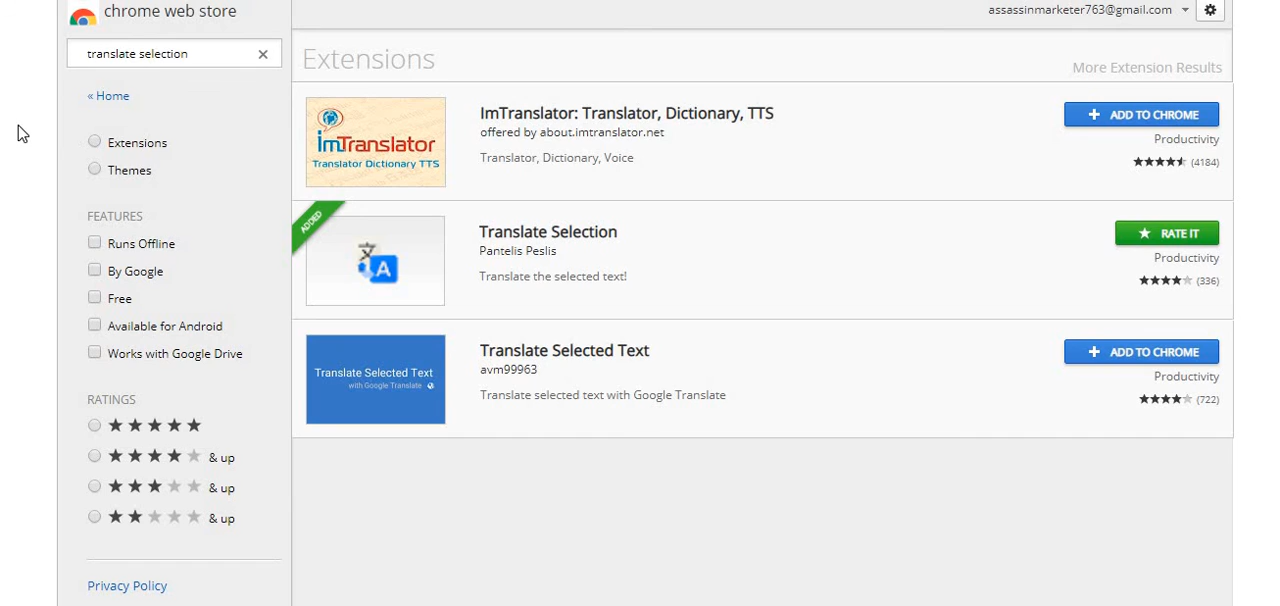 chrome web store
assassinmarketer763@gmail.com
translate selection
« Home
Extensions
Themes
FEATURES
Runs Offline
By Google
Free
Available for Android
Works with Google Drive
RATINGS
& up
& up
& up
Privacy Policy
Extensions
More Extension Results
imTranslator
Translator Dictionary TTS
ImTranslator: Translator, Dictionary, TTS
offered by about.imtranslator.net
Translator, Dictionary, Voice
ADD TO CHROME
Productivity
(4184)
ADDED
文
A
Translate Selection
Pantelis Peslis
Translate the selected text!
RATE IT
Productivity
(336)
Translate Selected Text
with Google Translate
Translate Selected Text
avm99963
Translate selected text with Google Translate
ADD TO CHROME
Productivity
(722)